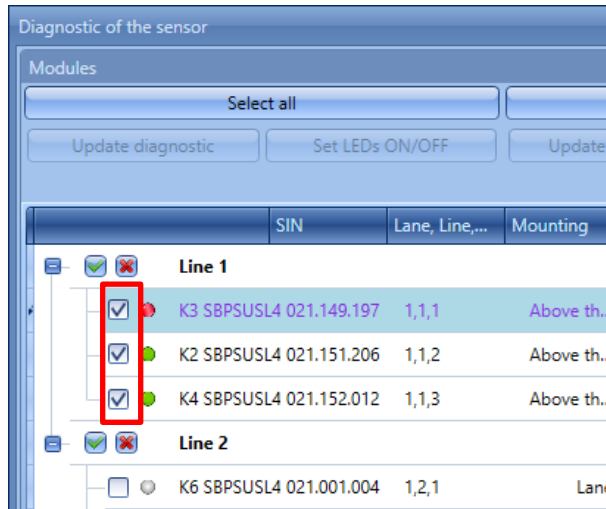 Diagnostic of the sensor
Modules
Select all
Update diagnostic Set LEDs ON/OFF Update
SIN Lane, Line,... Mounting
Line 1
K3 SBPSUSL4 021.149.197 1,1,1 Above th..
K2 SBPSUSL4 021.151.206 1,1,2 Above th..
K4 SBPSUSL4 021.152.012 1,1,3 Above th..
Line 2
K6 SBPSUSL4 021.001.004 1,2,1 Lan